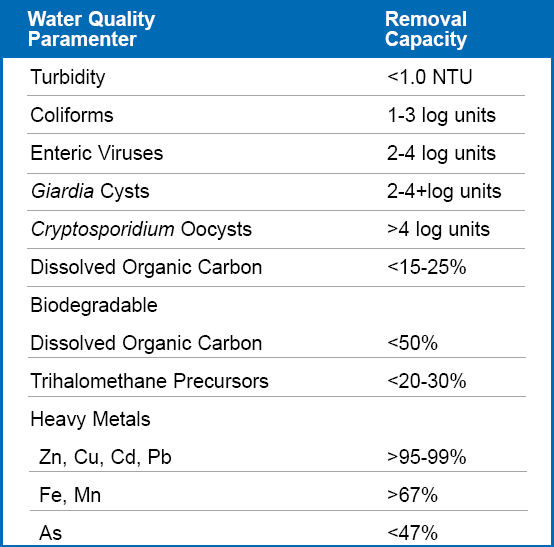 Water Quality Removal
Paramenter Capacity
Turbidity <1.0 NTU
Coliforms 1-3 log units
Enteric Viruses 2-4 log units
Giardia Cysts 2-4+log units
Cryptosporidium Oocysts >4 log units
Dissolved Organic Carbon <15-25%
Biodegradable
Dissolved Organic Carbon <50%
Trihalomethane Precursors <20-30%
Heavy Metals
Zn, Cu, Cd, Pb >95-99%
Fe, Mn >67%
As <47%